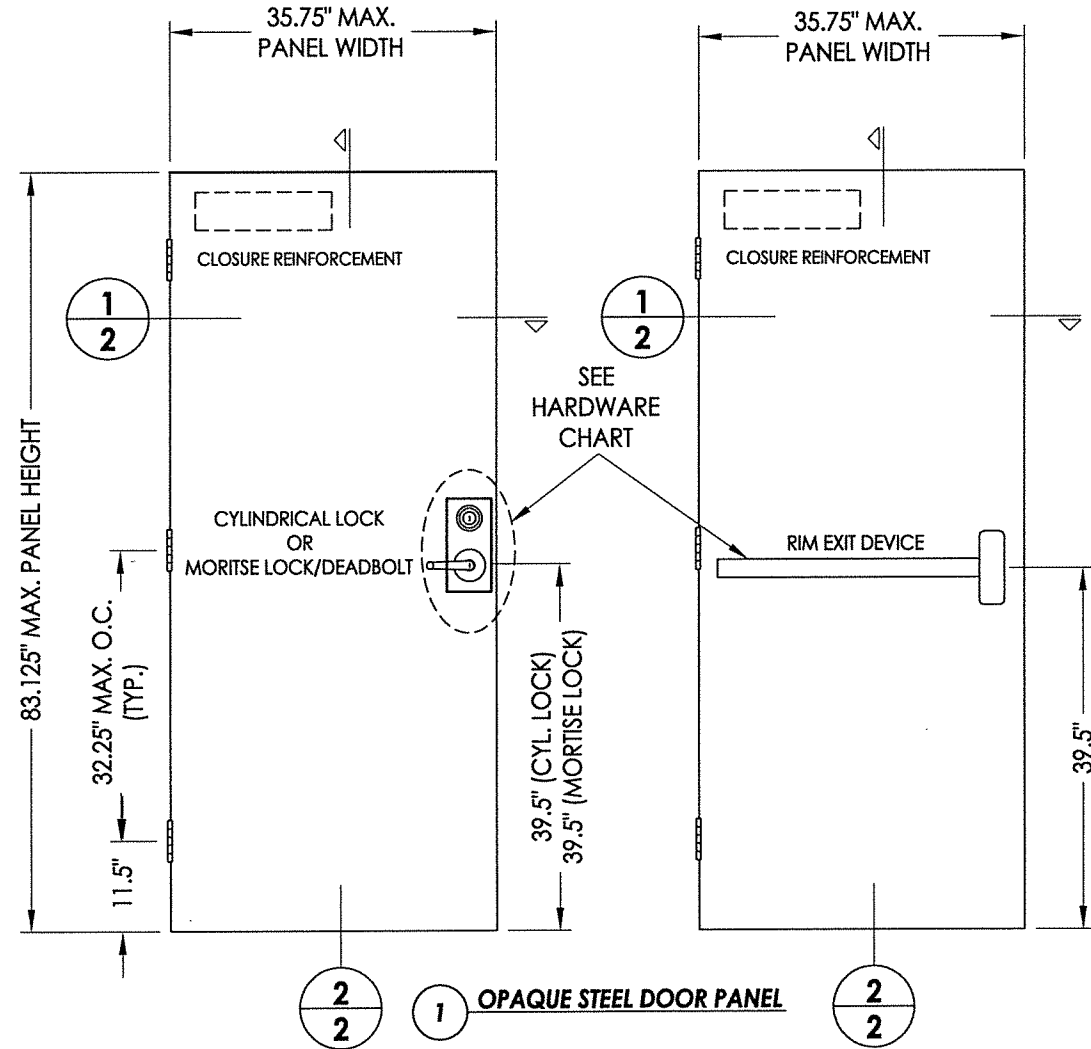 35.75" MAX.
PANEL WIDTH
35.75" MAX.
PANEL WIDTH
CLOSURE REINFORCEMENT
CLOSURE REINFORCEMENT
1
2
1
2
SEE
HARDWARE
CHART
83.125" MAX. PANEL HEIGHT
CYLINDRICAL LOCK
OR
MORITSE LOCK/DEADBOLT
RIM EXIT DEVICE
32.25" MAX. O.C.
(TYP.)
11.5"
39.5" (CYL. LOCK)
39.5" (MORTISE LOCK)
39.5"
2
2
1
OPAQUE STEEL DOOR PANEL
2
2